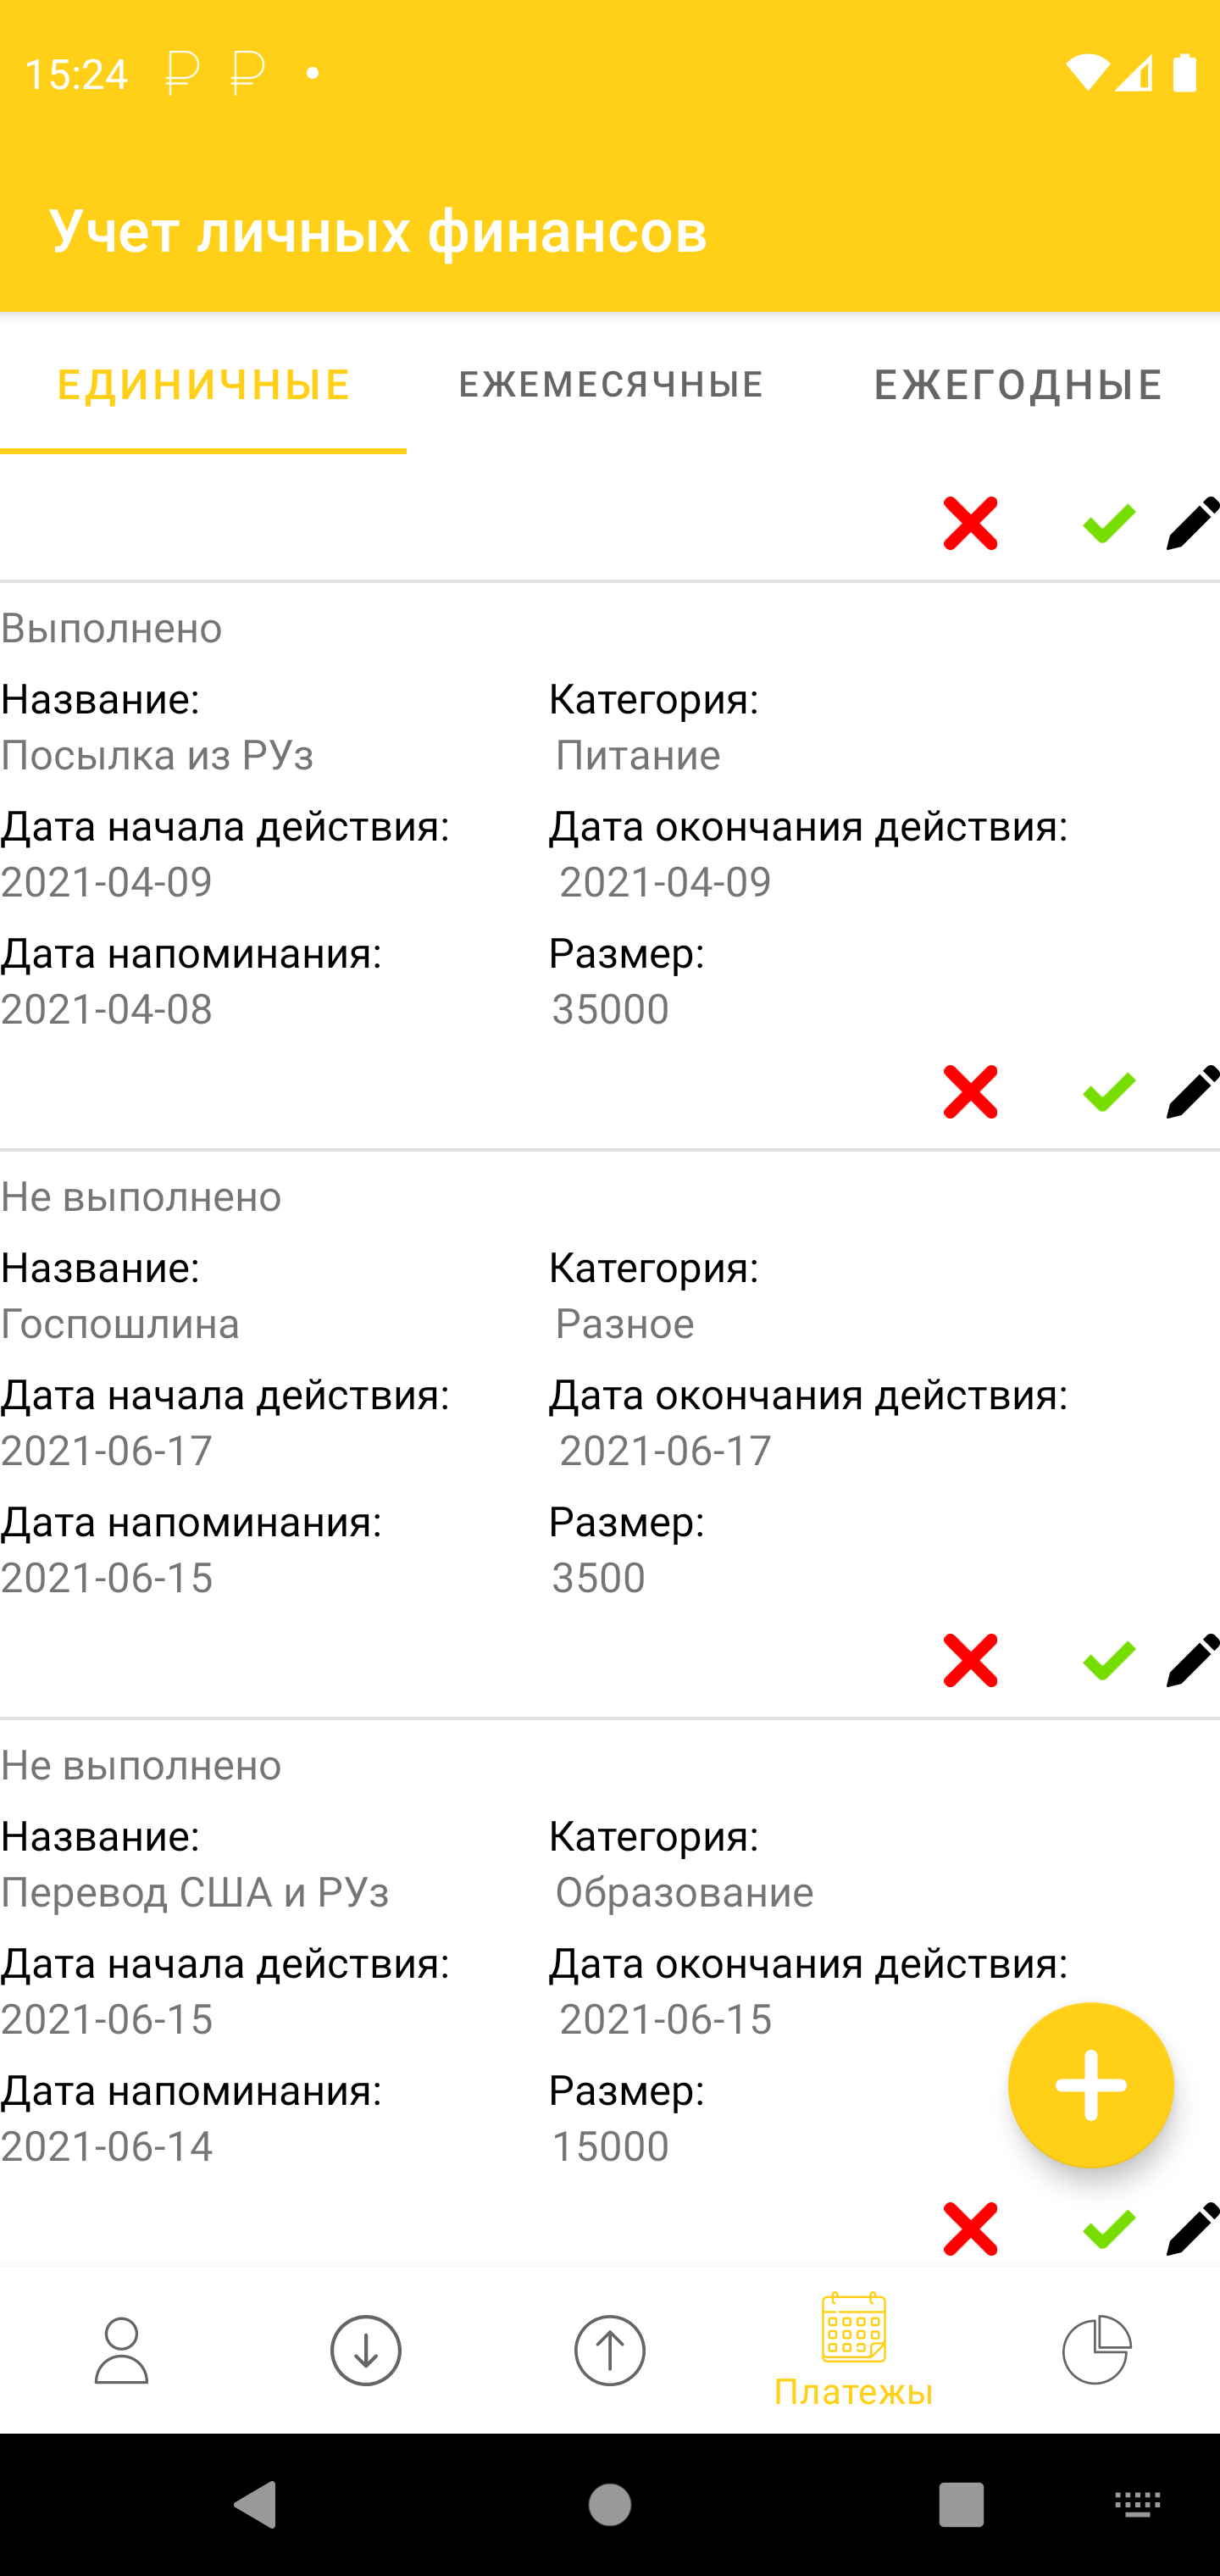 15:24
Учет личных финансов
ЕДИНИЧНЫЕ ЕЖЕМЕСЯЧНЫЕ ЕЖЕГОДНЫЕ
Выполнено
Название: Категория:
Посылка из РУз Питание
Дата начала действия: Дата окончания действия:
2021-04-09 2021-04-09
Дата напоминания: Размер:
2021-04-08 35000
Не выполнено
Название: Категория:
Госпошлина Разное
Дата начала действия: Дата окончания действия:
2021-06-17 2021-06-17
Дата напоминания: Размер:
2021-06-15 3500
Не выполнено
Название: Категория:
Перевод США и РУз Образование
Дата начала действия: Дата окончания действия:
2021-06-15 2021-06-15
Дата напоминания: Размер:
2021-06-14 15000
Платежы